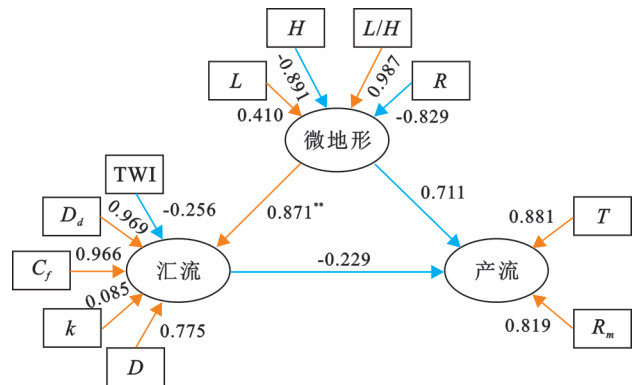 H
L/H
L
-0.891
0.987
R
0.410
-0.829
微地形
TWI
-0.256
0.871**
0.711
D_d
0.969
0.881
T
C_f
0.966
汇流
-0.229
产流
0.085
k
0.775
0.819
R_m
D